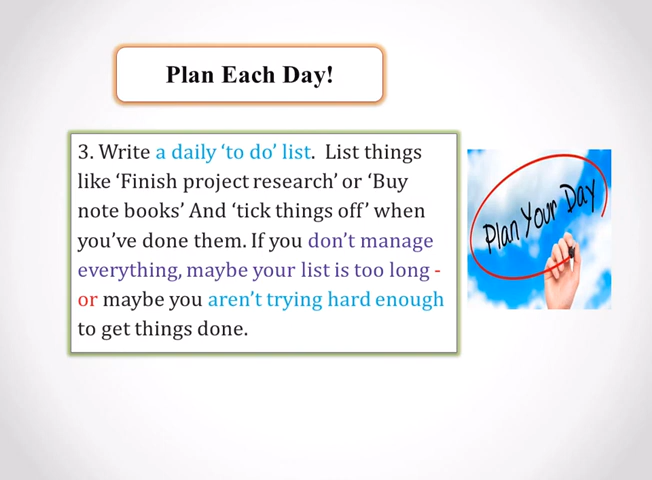 Plan Each Day!
3. Write a daily ‘to do’ list.  List things
like ‘Finish project research’ or ‘Buy
note books’ And ‘tick things off’ when
you’ve done them. If you don’t manage
everything, maybe your list is too long -
or maybe you aren’t trying hard enough
to get things done.
Plan Your Day